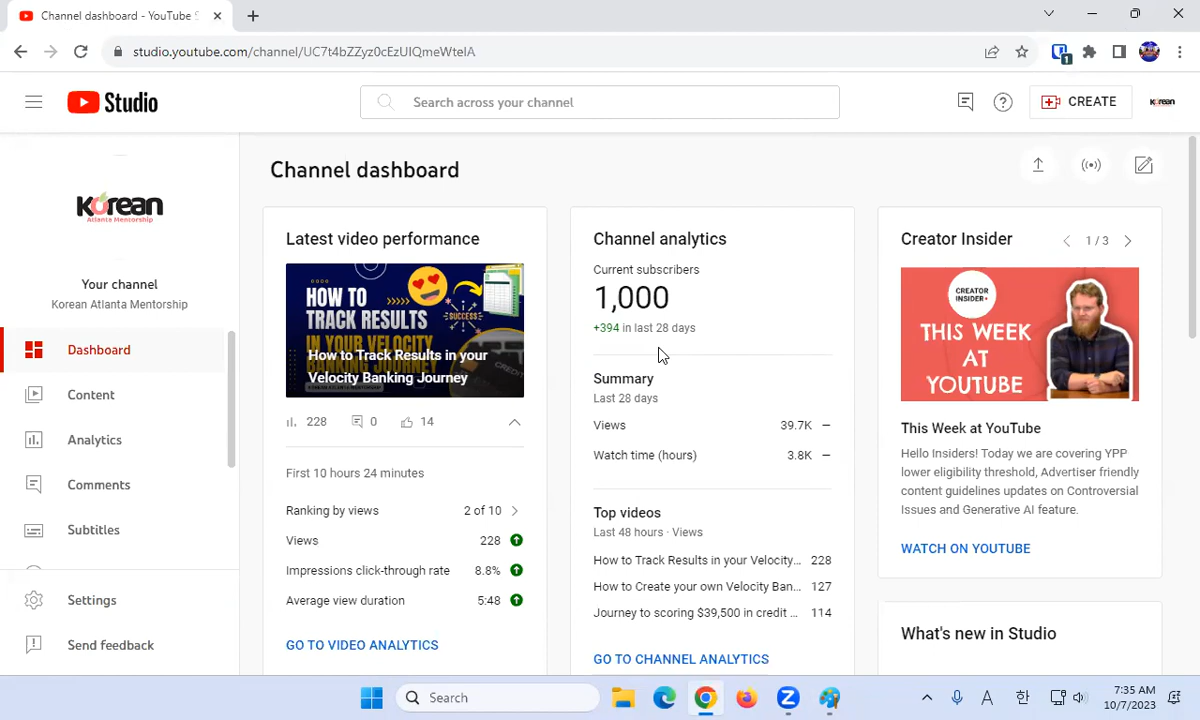 Channel dashboard - YouTube S
studio.youtube.com/channel/UC7t4bZZyz0cEzUIQmeWtelA
1
Studio
Search across your channel
CREATE
Korean
Korean
Atlanta Mentorship
Your channel
Korean Atlanta Mentorship
Dashboard
Content
Analytics
Comments
Subtitles
Settings
Send feedback
Channel dashboard
Latest video performance
HOW TO
TRACK RESULTS
IN YOUR VELOCITY
BANKING JOURNEY
SUCCESS
How to Track Results in your
Velocity Banking Journey
228 0 14
First 10 hours 24 minutes
Ranking by views 2 of 10
Views 228
Impressions click-through rate 8.8%
Average view duration 5:48
GO TO VIDEO ANALYTICS
Channel analytics
Current subscribers
1,000
+394 in last 28 days
Summary
Last 28 days
Views 39.7K —
Watch time (hours) 3.8K —
Top videos
Last 48 hours · Views
How to Track Results in your Velocity... 228
How to Create your own Velocity Ban... 127
Journey to scoring $39,500 in credit ... 114
GO TO CHANNEL ANALYTICS
Creator Insider
1 / 3
CREATOR
INSIDER
THIS WEEK
AT
YOUTUBE
This Week at YouTube
Hello Insiders! Today we are covering YPP
lower eligibility threshold, Advertiser friendly
content guidelines updates on Controversial
Issues and Generative AI feature.
WATCH ON YOUTUBE
What's new in Studio
Search
A
한
7:35 AM
10/7/2023